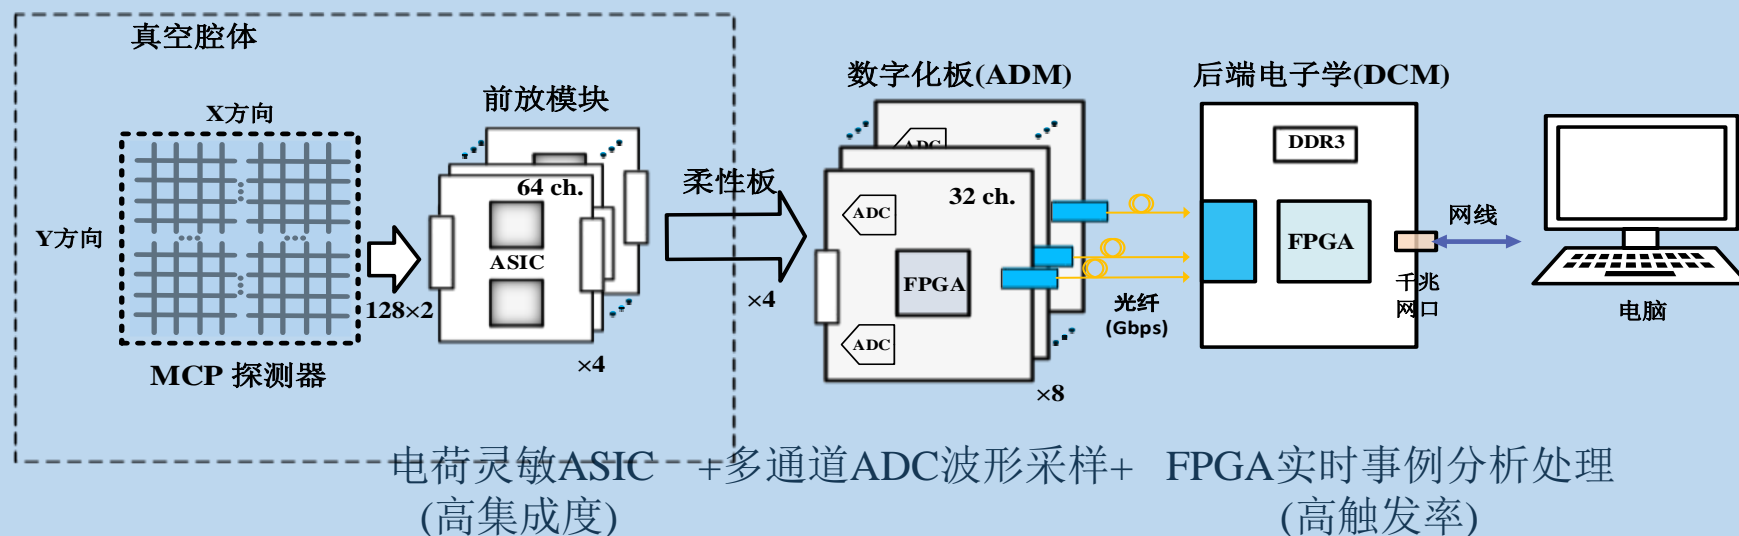 真空腔体
X方向
Y方向
MCP 探测器
128×2
前放模块
64 ch.
ASIC
×4
柔性板
×4
数字化板(ADM)
ADC
32 ch.
ADC
FPGA
ADC
×8
光纤
(Gbps)
后端电子学(DCM)
DDR3
FPGA
千兆
网口
网线
电脑
电荷灵敏ASIC +多通道ADC波形采样+ FPGA实时事例分析处理
(高集成度) (高触发率)